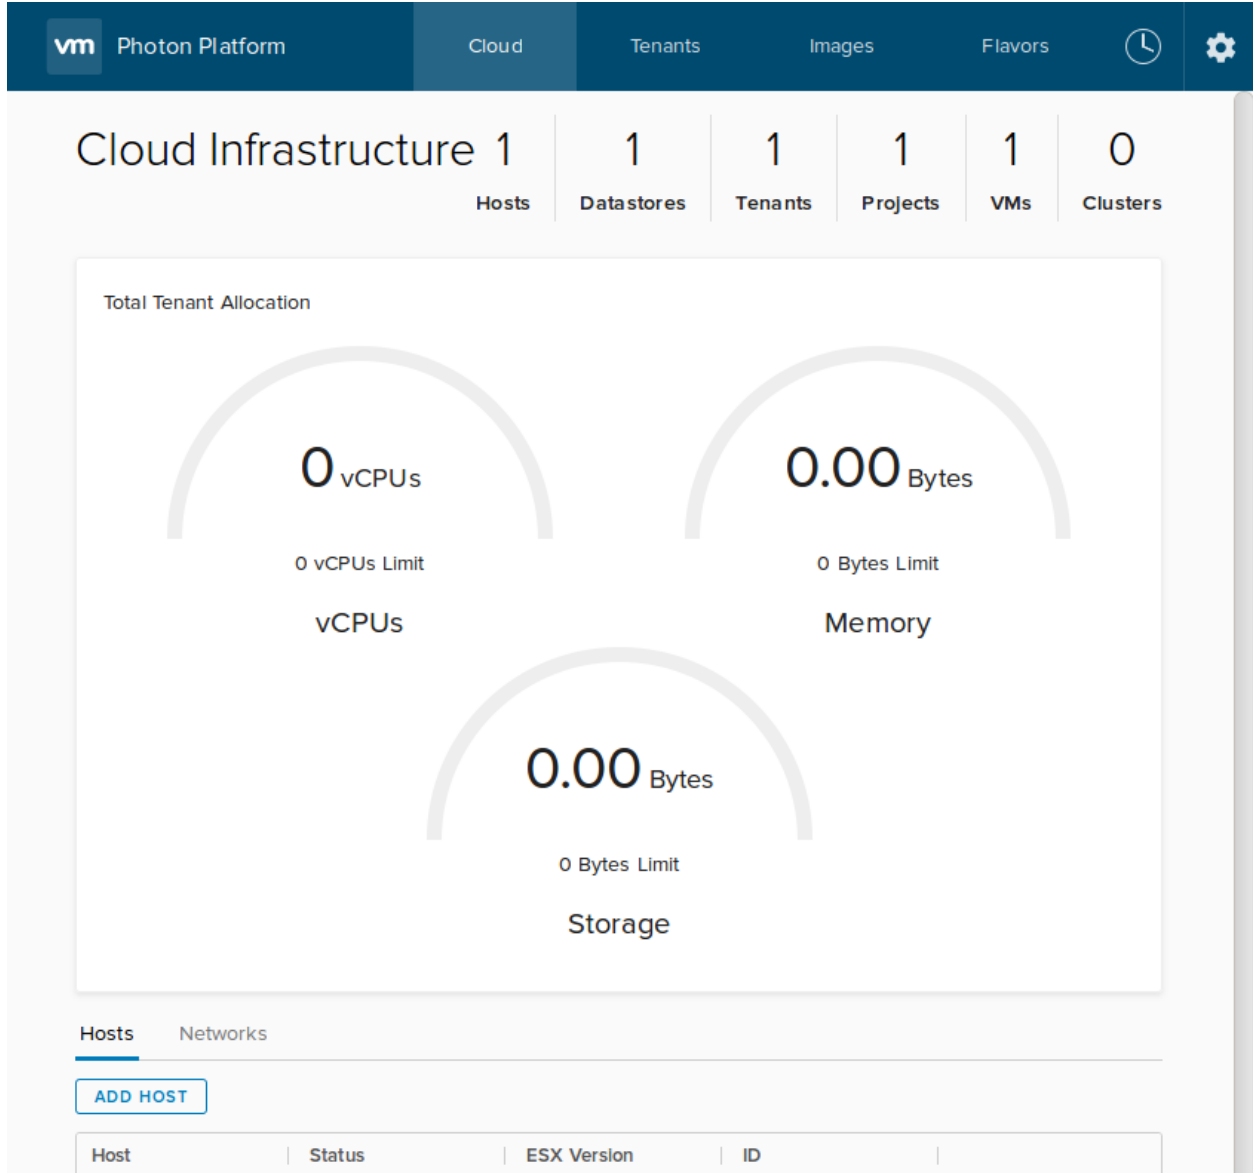 vm Photon Platform Cloud Tenants Images Flavors
Cloud Infrastructure 1 1 1 1 1 0
Hosts Datastores Tenants Projects VMs Clusters
Total Tenant Allocation
0 vCPUs 0.00 Bytes
0 vCPUs Limit 0 Bytes Limit
vCPUs Memory
0.00 Bytes
0 Bytes Limit
Storage
Hosts Networks
ADD HOST
Host Status ESX Version ID